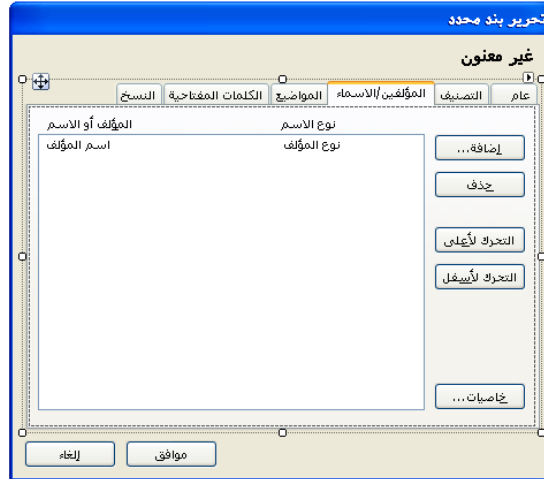 تحرير بند محدد
غير معنون
عام التصنيف المؤلفين/الاسماء المواضيع الكلمات المفتاحية النسخ
نوع الاسم المؤلف أو الاسم
نوع المؤلف اسم المؤلف
إضافة...
حذف
التحرك لأعلى
التحرك لأسفل
خاصيات...
موافق إلغاء